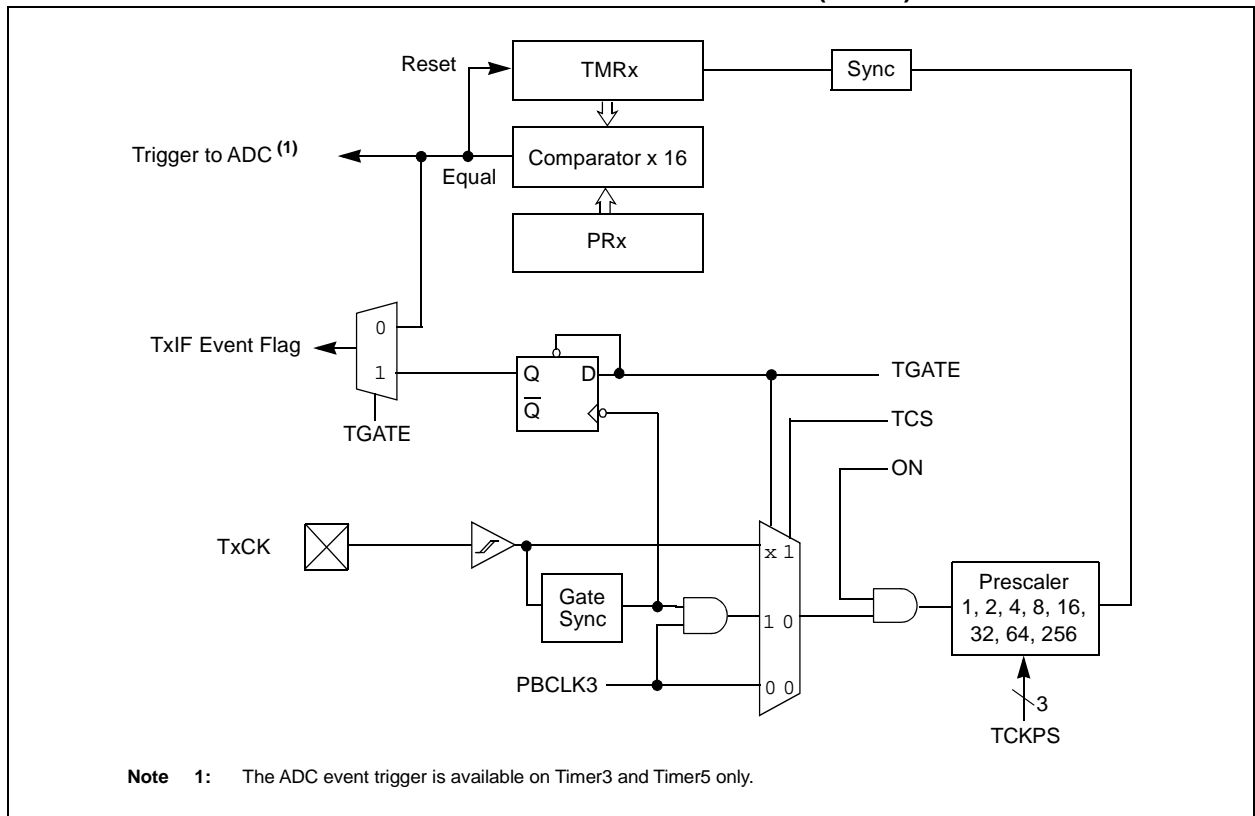 Reset
TMRx
Sync
Trigger to ADC (1)
Equal
Comparator x 16
PRx
TxIF Event Flag
0
1
TGATE
Q
D
Q
TGATE
TCS
ON
TxCK
Gate
Sync
x 1
1 0
0 0
PBCLK3
Prescaler
1, 2, 4, 8, 16,
32, 64, 256
3
TCKPS
Note 1: The ADC event trigger is available on Timer3 and Timer5 only.